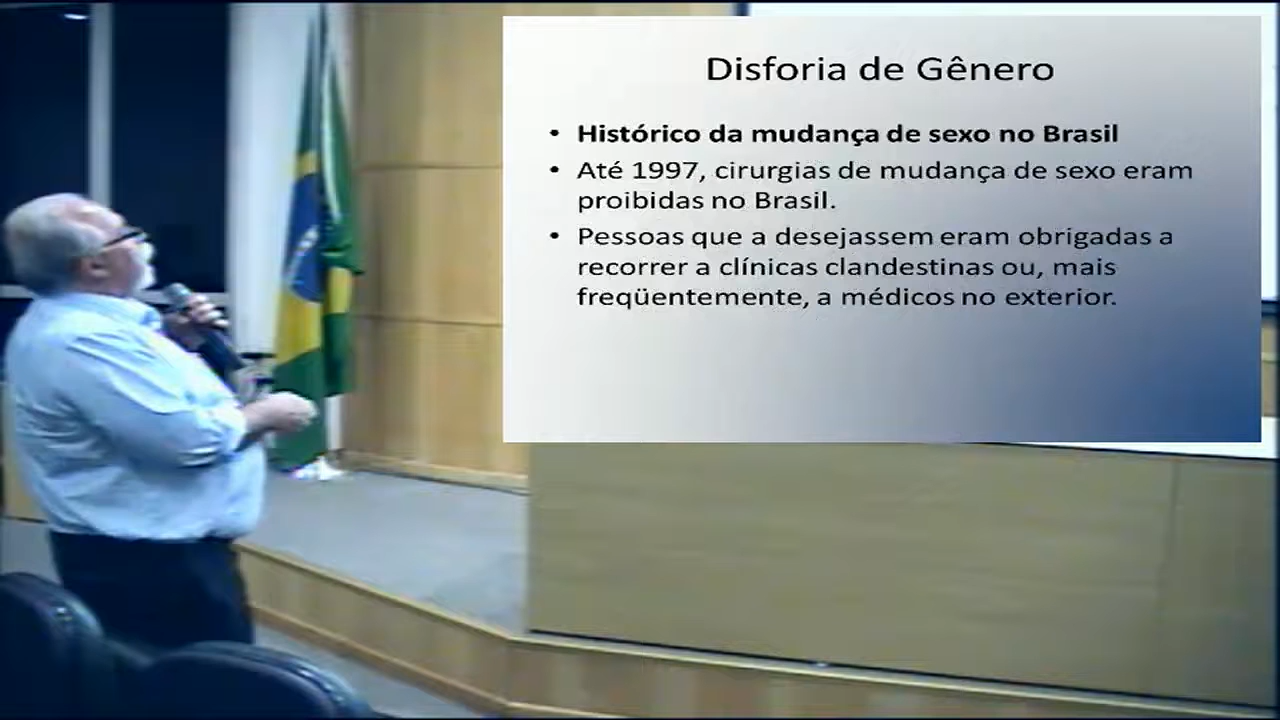 Disforia de Gênero
• Histórico da mudança de sexo no Brasil
• Até 1997, cirurgias de mudança de sexo eram
proibidas no Brasil.
• Pessoas que a desejassem eram obrigadas a
recorrer a clínicas clandestinas ou, mais
freqüentemente, a médicos no exterior.